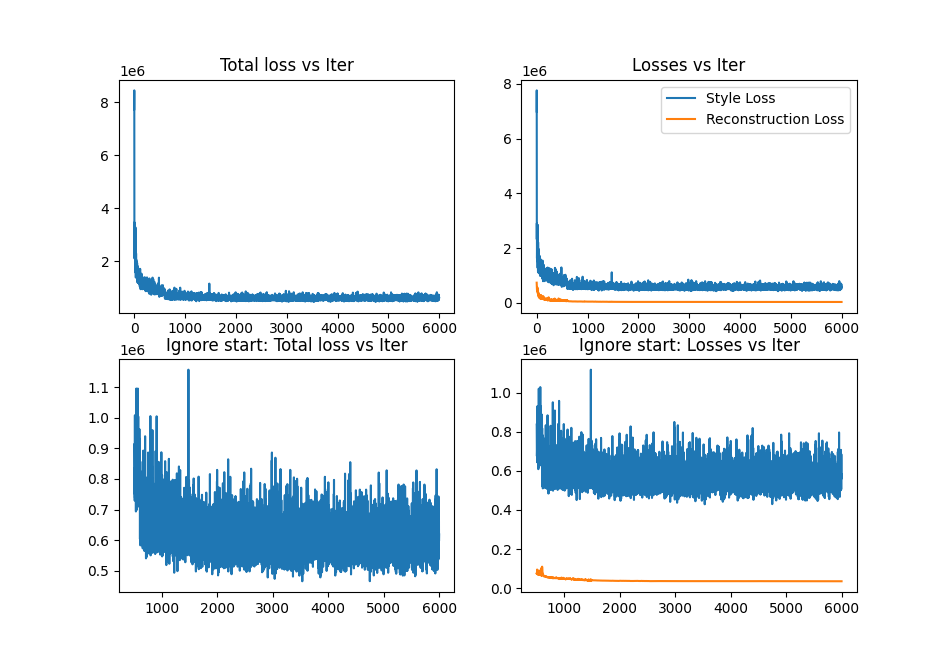 Total loss vs Iter
1e6
8
6
4
2
0 1000 2000 3000 4000 5000 6000
Losses vs Iter
1e6
Style Loss
Reconstruction Loss
8
6
4
2
0
0 1000 2000 3000 4000 5000 6000
Ignore start: Total loss vs Iter
1e6
1.1
1.0
0.9
0.8
0.7
0.6
0.5
1000 2000 3000 4000 5000 6000
Ignore start: Losses vs Iter
1e6
1.0
0.8
0.6
0.4
0.2
0.0
1000 2000 3000 4000 5000 6000